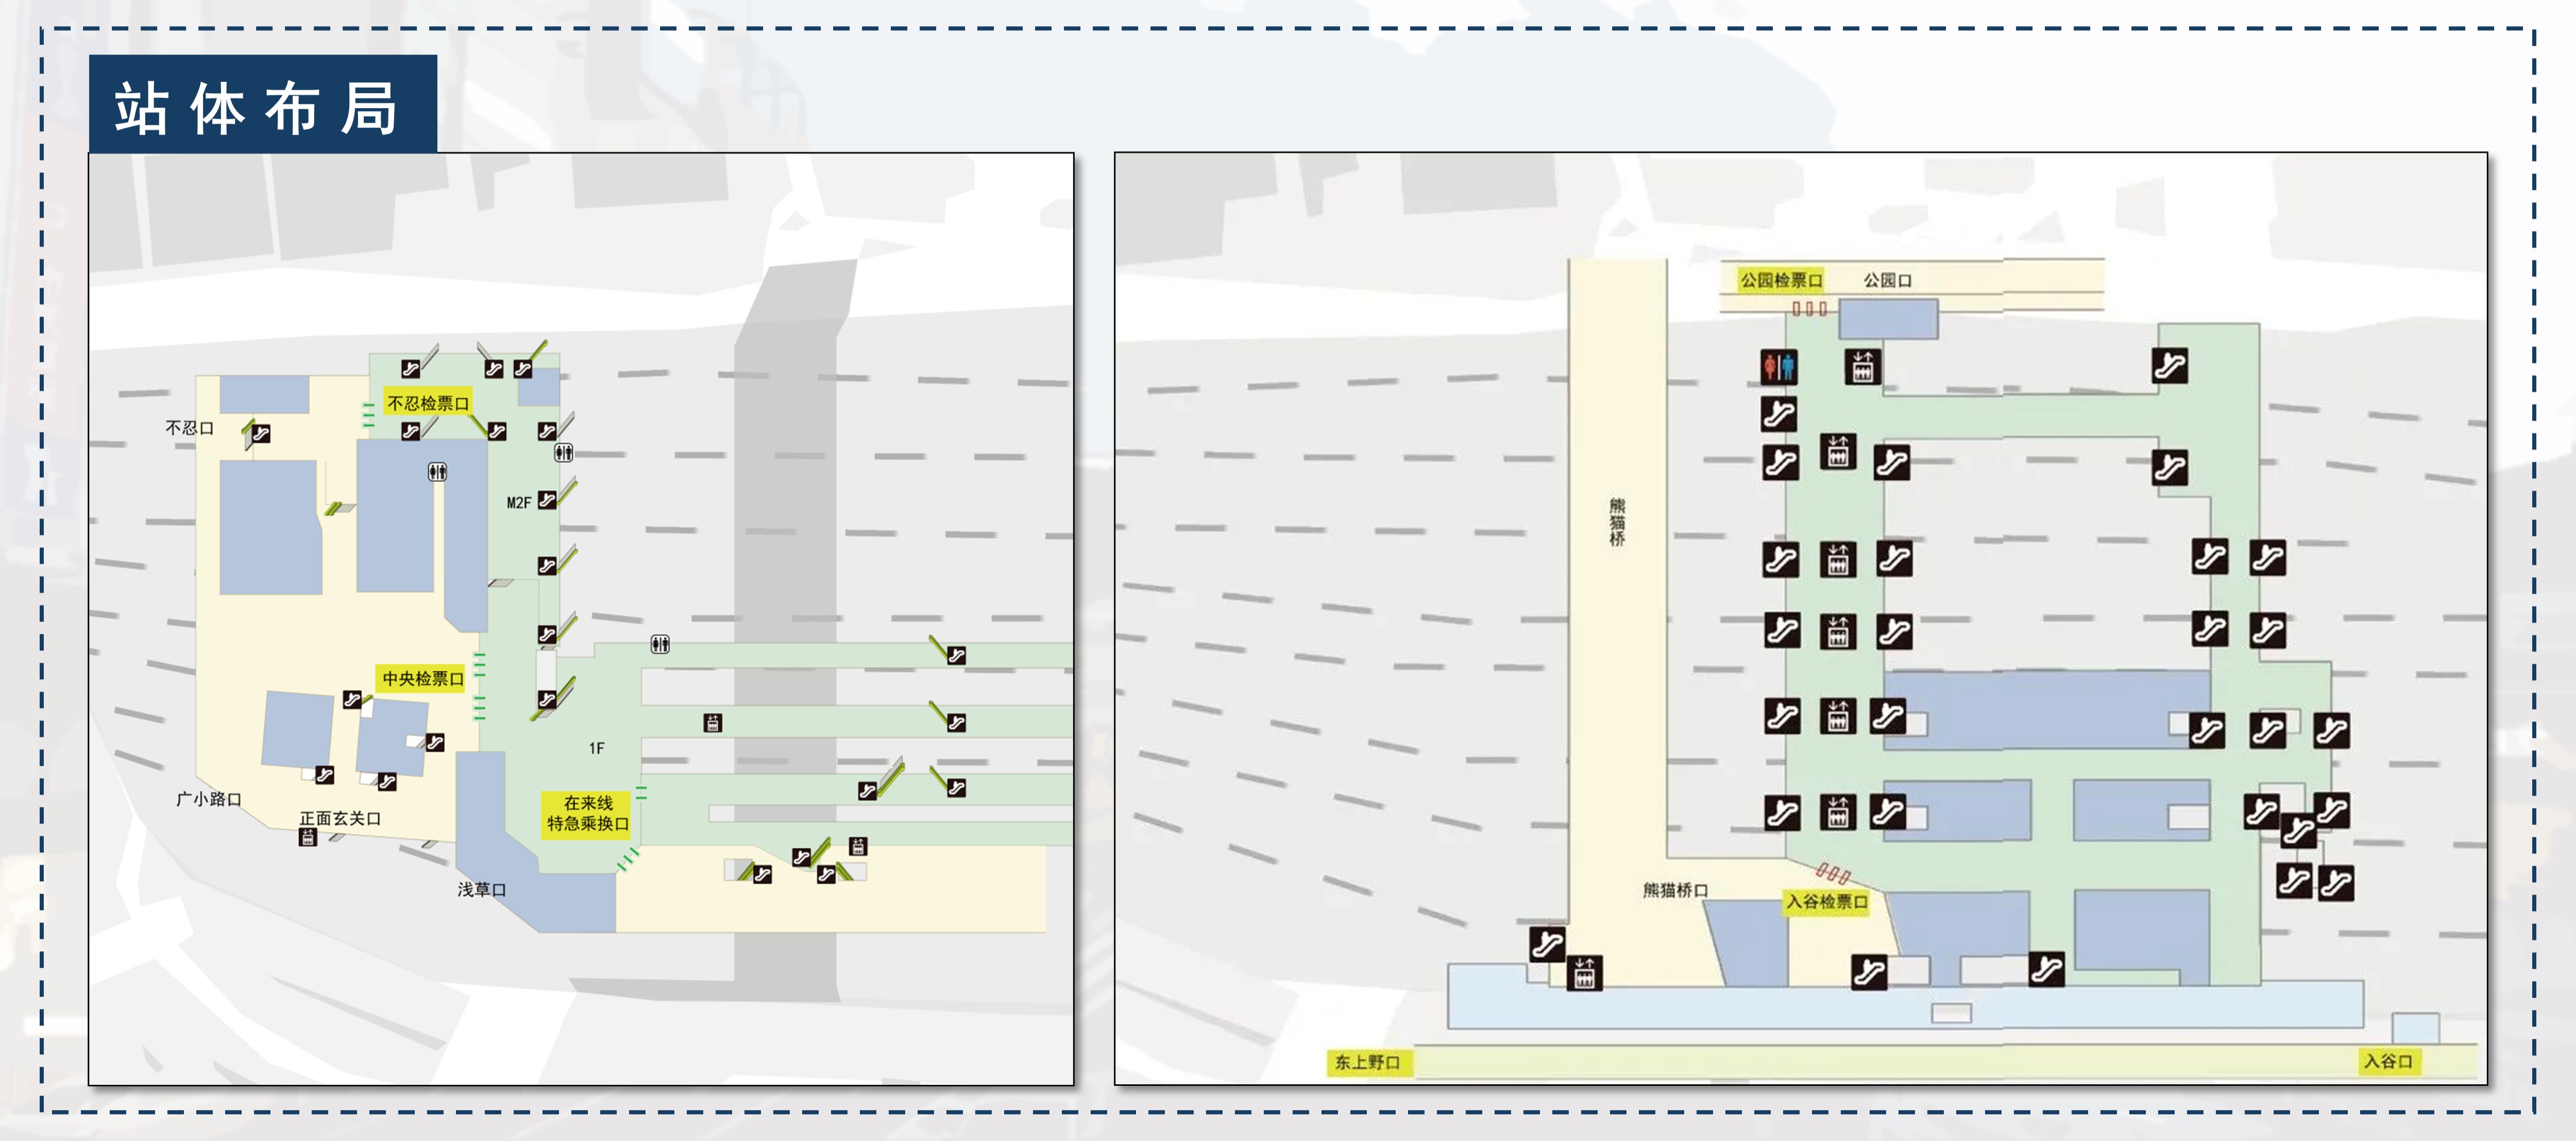 站体布局
不忍检票口
不忍口
M2F
中央检票口
1F
在来线
特急乘换口
广小路口
正面玄关口
浅草口
公园检票口
公园口
熊猫桥
熊猫桥口
入谷检票口
东上野口
入谷口